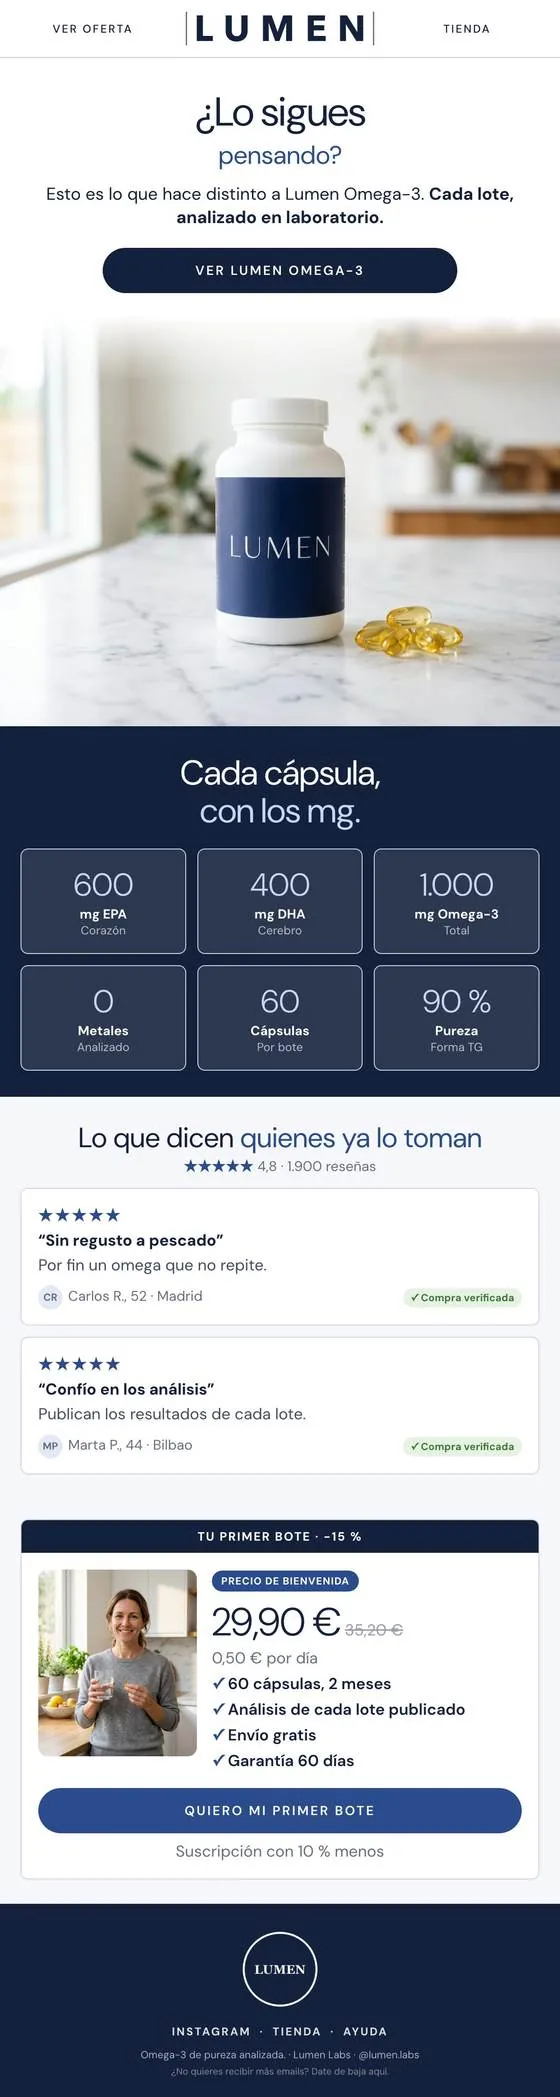 VER OFERTA
LUMEN
TIENDA
¿Lo sigues
pensando?
Esto es lo que hace distinto a Lumen Omega-3. Cada lote,
analizado en laboratorio.
VER LUMEN OMEGA-3
LUMEN
Cada cápsula,
con los mg.
600
mg EPA
Corazón
400
mg DHA
Cerebro
1.000
mg Omega-3
Total
0
Metales
Analizado
60
Cápsulas
Por bote
90 %
Pureza
Forma TG
Lo que dicen quienes ya lo toman
★★★★★ 4,8 · 1.900 reseñas
★★★★★
“Sin regusto a pescado”
Por fin un omega que no repite.
CR Carlos R., 52 · Madrid
✓ Compra verificada
★★★★★
“Confío en los análisis”
Publican los resultados de cada lote.
MP Marta P., 44 · Bilbao
✓ Compra verificada
TU PRIMER BOTE · -15 %
PRECIO DE BIENVENIDA
29,90 € 35,20 €
0,50 € por día
✓ 60 cápsulas, 2 meses
✓ Análisis de cada lote publicado
✓ Envío gratis
✓ Garantía 60 días
QUIERO MI PRIMER BOTE
Suscripción con 10 % menos
LUMEN
INSTAGRAM · TIENDA · AYUDA
Omega-3 de pureza analizada. · Lumen Labs · @lumen.labs
¿No quieres recibir más emails? Date de baja aquí.